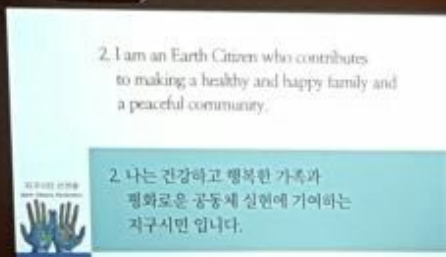 2. I am an Earth Citizen who contributes
to making a healthy and happy family and
a peaceful community.
2. 나는 건강하고 행복한 가족과
평화로운 공동체 실현에 기여하는
지구시민 입니다.
지구시민 선언문